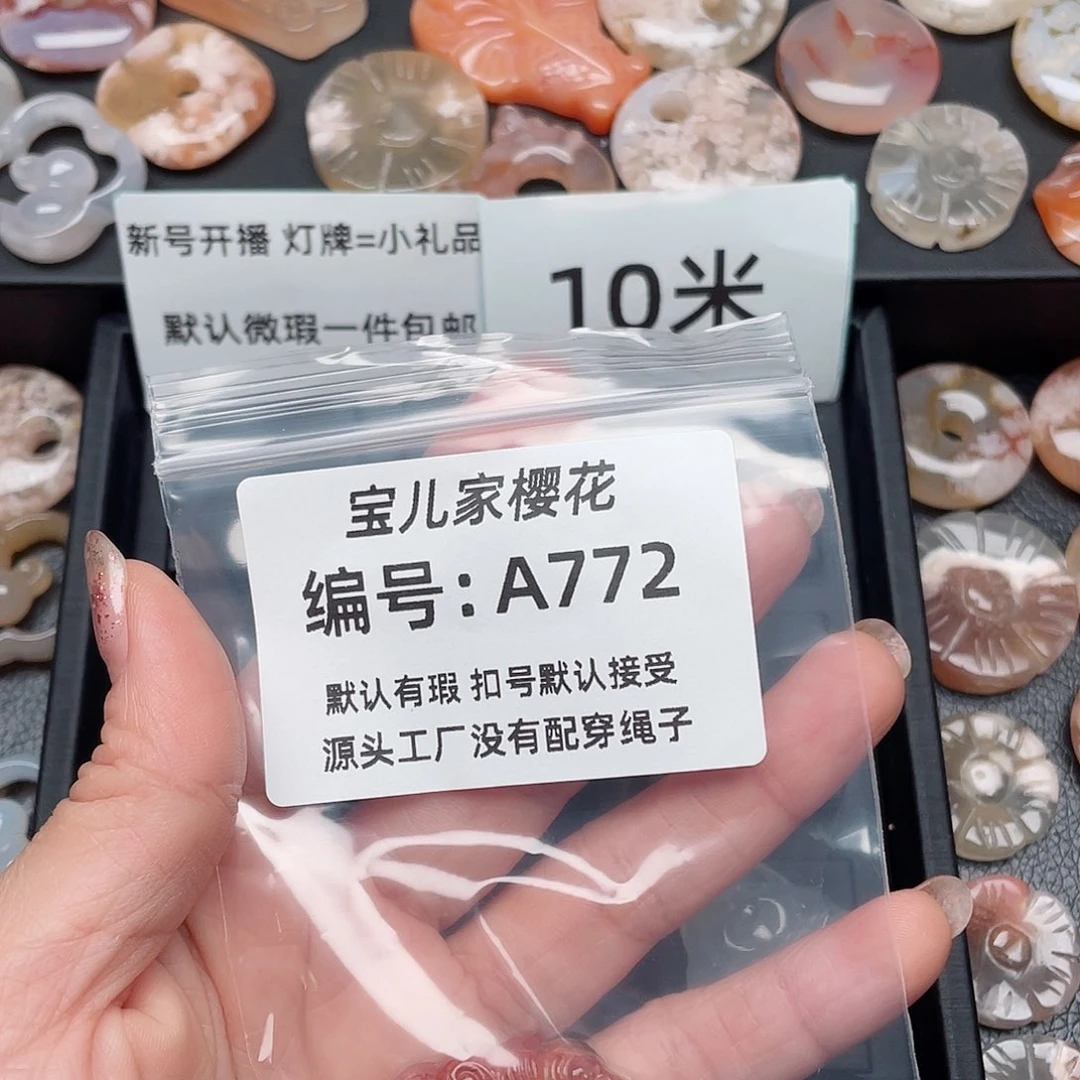 新号开播 灯牌=小礼品
默认微瑕一件包邮
10米
宝儿家樱花
编号：A772
默认有瑕 扣号默认接受
源头工厂没有配穿绳子